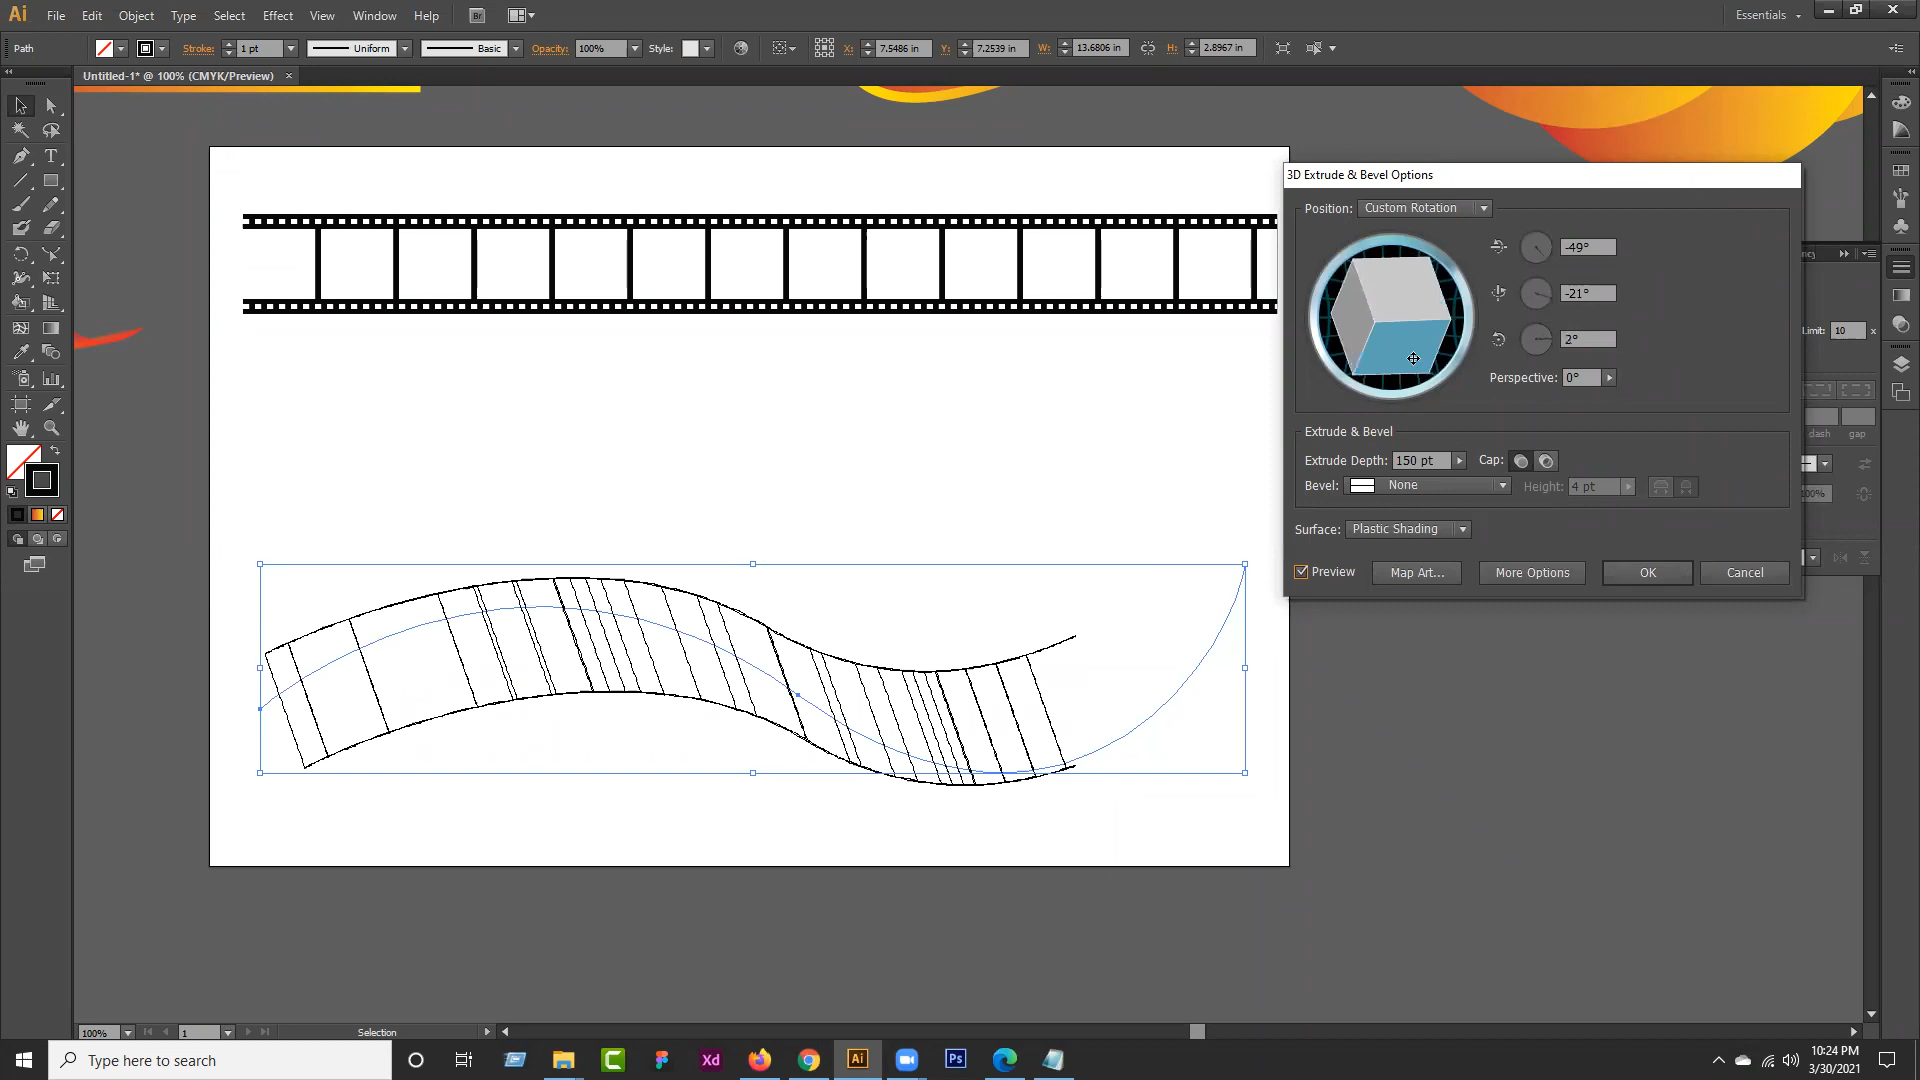 Ai File Edit Object Type Select Effect View Window Help Br Essentials
Path Stroke: 1 pt Uniform Basic Opacity: 100% Style: X: 7.5486 in Y: 7.2539 in W: 13.6806 in H: 2.8967 in
Untitled-1* @ 100% (CMYK/Preview)
3D Extrude & Bevel Options
Position: Custom Rotation
-49°
-21°
2°
Perspective: 0°
Limit: 10 x
Extrude & Bevel
Extrude Depth: 150 pt Cap:
Bevel: None Height: 4 pt
dash gap
Surface: Plastic Shading
Preview Map Art... More Options OK Cancel
100% 1 Selection
Type here to search
Xd Ai Ps
10:24 PM
3/30/2021